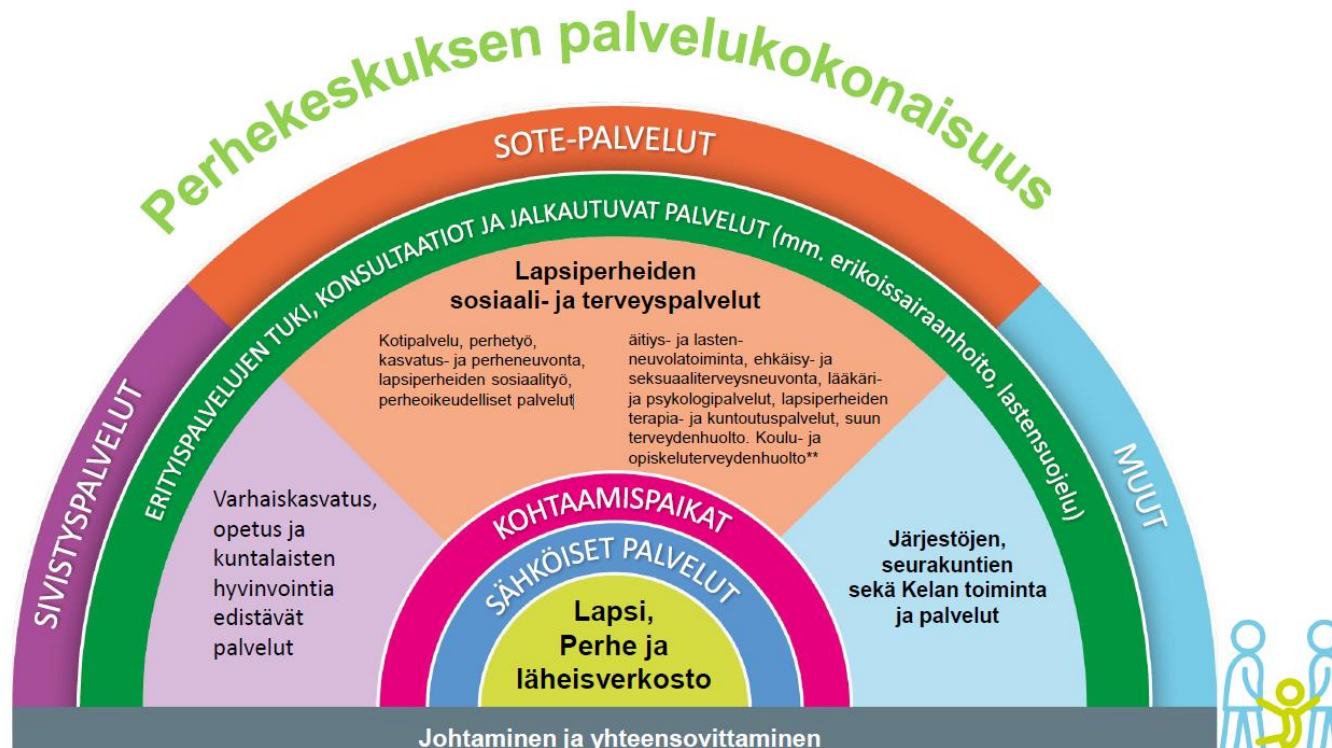 Perhekeskuksen palvelukokonaisuus
SOTE-PALVELUT
SIVISTYSPALVELUT
MUUT
ERITYISPALVELUJEN TUKI, KONSULTAATIOT JA JALKAUTUVAT PALVELUT (mm. erikoissairaanhoito, lastensuojelu)
Lapsiperheiden
sosiaali- ja terveyspalvelut
Kotipalvelu, perhetyö,
kasvatus- ja perheneuvonta,
lapsiperheiden sosiaalityö,
perheoikeudelliset palvelut
äitiys- ja lasten-
neuvolatoiminta, ehkäisy- ja
seksuaaliterveysneuvonta, lääkäri-
ja psykologipalvelut, lapsiperheiden
terapia- ja kuntoutuspalvelut, suun
terveydenhuolto. Koulu- ja
opiskeluterveydenhuolto**
Varhaiskasvatus,
opetus ja
kuntalaisten
hyvinvointia
edistävät
palvelut
Järjestöjen,
seurakuntien
sekä Kelan toiminta
ja palvelut
KOHTAAMISPAIKAT
SÄHKÖISET PALVELUT
Lapsi,
Perhe ja
läheisverkosto
Johtaminen ja yhteensovittaminen